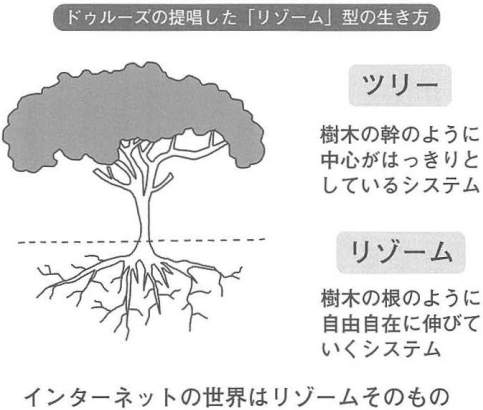 ドゥルーズの提唱した「リゾーム」型の生き方
ツリー
樹木の幹のように
中心がはっきりと
しているシステム
リゾーム
樹木の根のように
自由自在に伸びて
いくシステム
インターネットの世界はリゾームそのもの